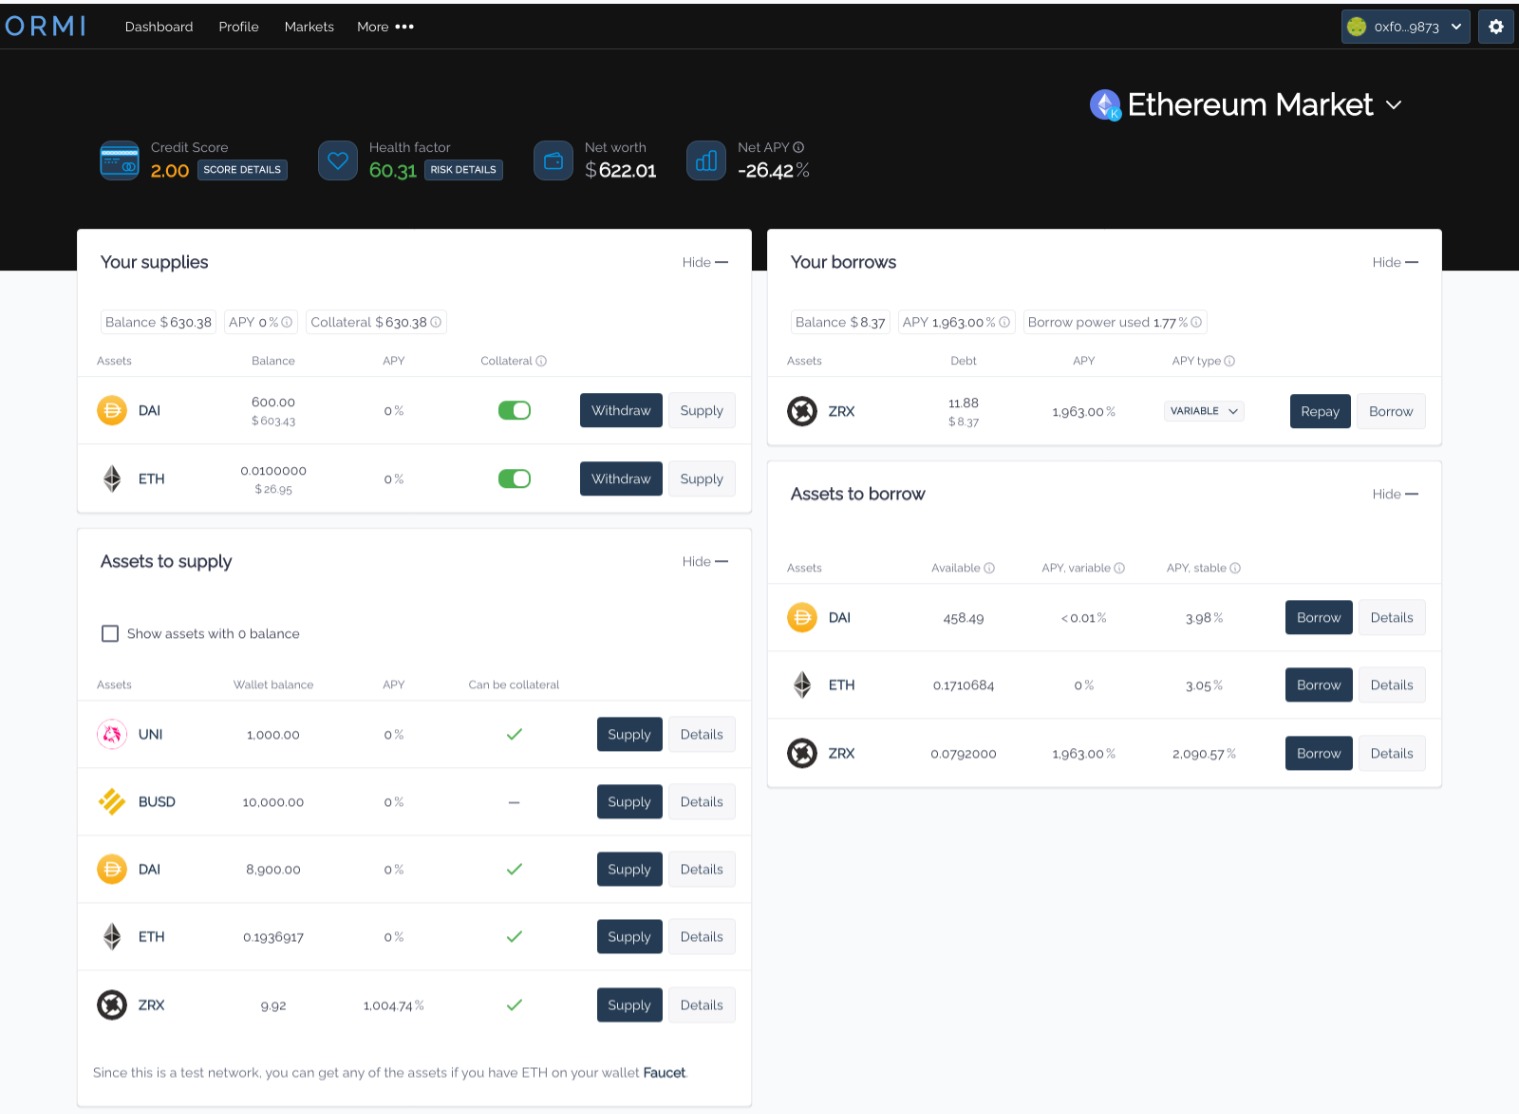 ORMI Dashboard Profile Markets More ••• 0xf0...9873
Ethereum Market
Credit Score
2.00 SCORE DETAILS
Health factor
60.31 RISK DETAILS
Net worth
$622.01
Net APY
-26.42%
Your supplies
Hide —
Balance $630.38 APY 0% Collateral $630.38
Assets Balance APY Collateral
DAI 600.00 0% Withdraw Supply
$603.43
ETH 0.0100000 0% Withdraw Supply
$26.95
Assets to supply
Hide —
Show assets with 0 balance
Assets Wallet balance APY Can be collateral
UNI 1,000.00 0% Supply Details
BUSD 10,000.00 0% — Supply Details
DAI 8,900.00 0% Supply Details
ETH 0.1936917 0% Supply Details
ZRX 9.92 1,004.74% Supply Details
Since this is a test network, you can get any of the assets if you have ETH on your wallet Faucet.
Your borrows
Hide —
Balance $8.37 APY 1,963.00% Borrow power used 1.77%
Assets Debt APY APY type
ZRX 11.88 1,963.00% VARIABLE Repay Borrow
$8.37
Assets to borrow
Hide —
Assets Available APY, variable APY, stable
DAI 458.49 <0.01% 3.98% Borrow Details
ETH 0.1710684 0% 3.05% Borrow Details
ZRX 0.0792000 1,963.00% 2,090.57% Borrow Details